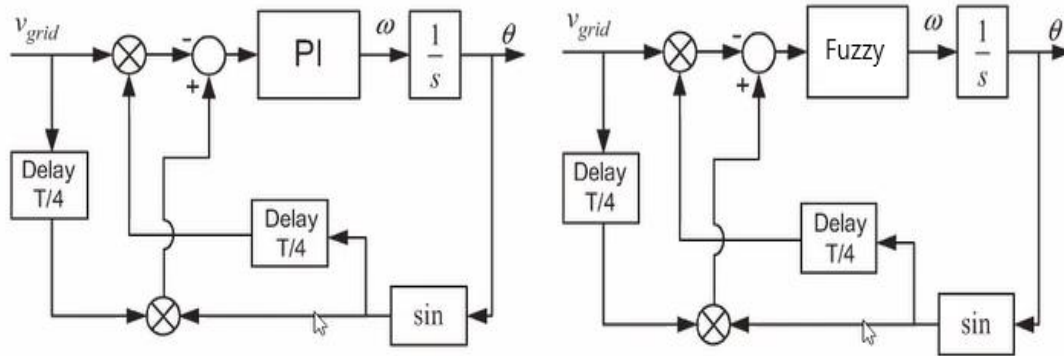 v_grid
-
+
PI
ω
1
s
θ
Delay
T/4
Delay
T/4
sin
v_grid
-
+
Fuzzy
ω
1
s
θ
Delay
T/4
Delay
T/4
sin